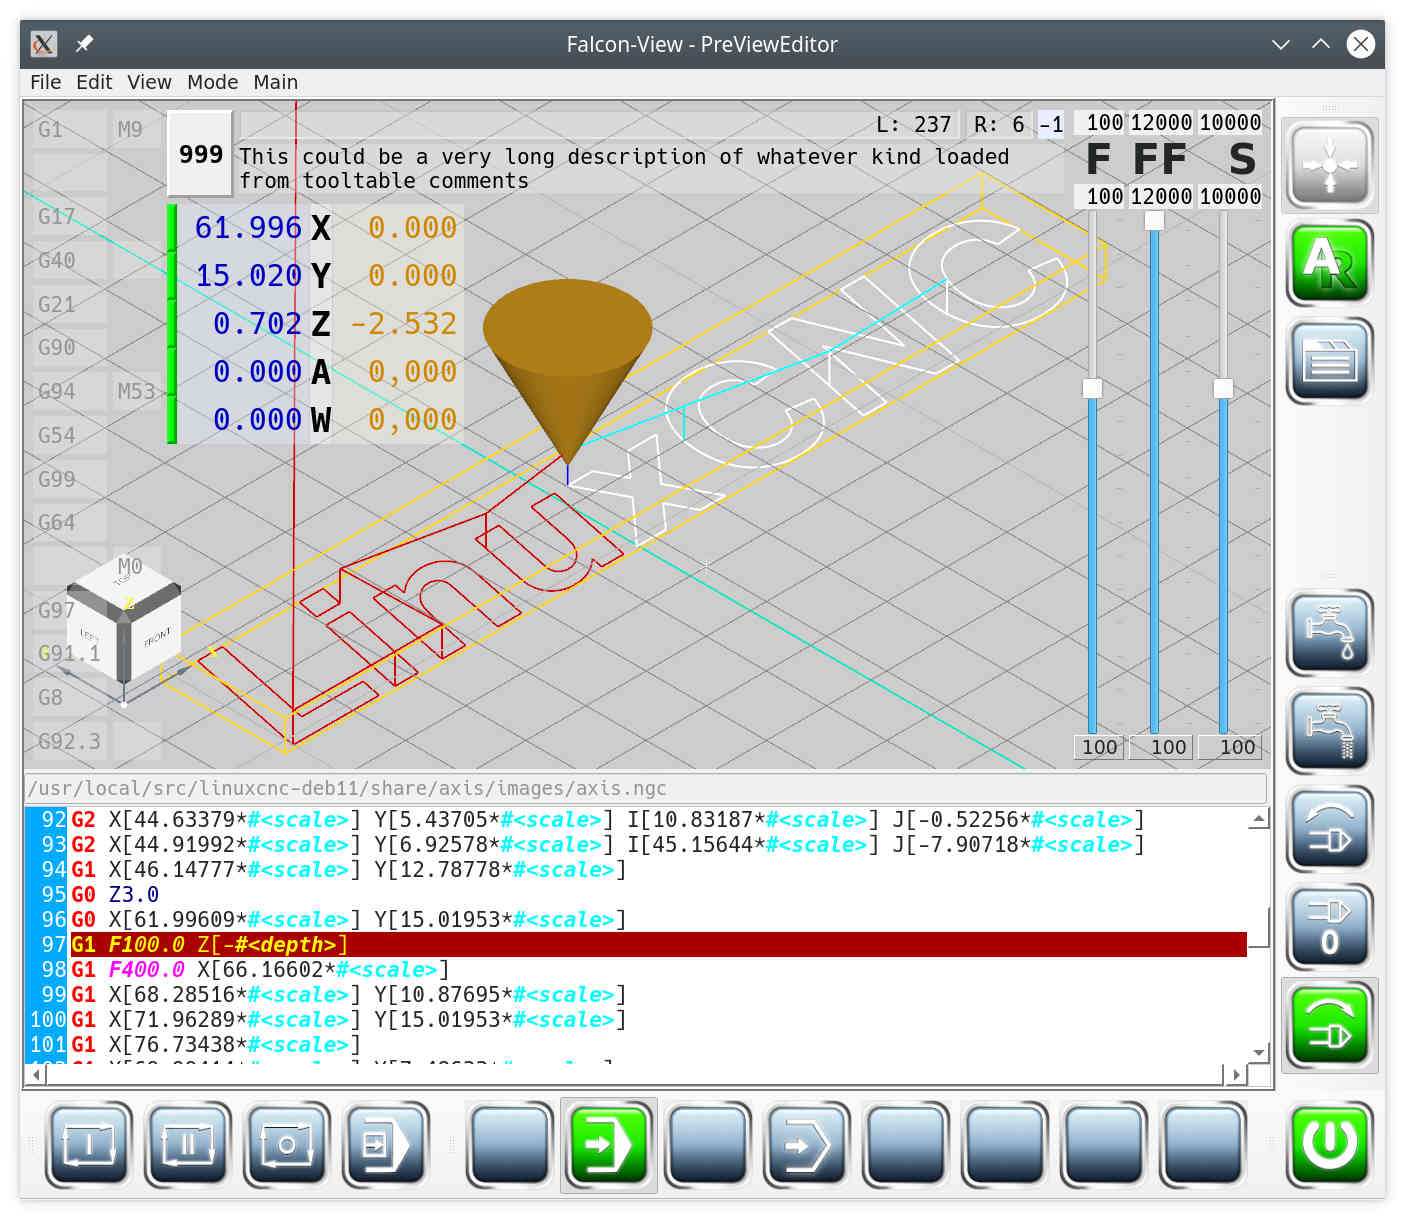 Falcon-View - PreViewEditor
File Edit View Mode Main
G1 M9
999
L: 237 R: 6 -1
This could be a very long description of whatever kind loaded
from tooltable comments
100 12000 10000
F FF S
100 12000 10000
G17
G40
G21
G90
G94 M53
G54
G99
G64
M0
G97
G91.1
G8
G92.3
61.996 X 0.000
15.020 Y 0.000
0.702 Z -2.532
0.000 A 0,000
0.000 W 0,000
LinuxCNC
TOP
Z
LEFT FRONT
100 100 100
/usr/local/src/linuxcnc-deb11/share/axis/images/axis.ngc
92 G2 X[44.63379*#<scale>] Y[5.43705*#<scale>] I[10.83187*#<scale>] J[-0.52256*#<scale>]
93 G2 X[44.91992*#<scale>] Y[6.92578*#<scale>] I[45.15644*#<scale>] J[-7.90718*#<scale>]
94 G1 X[46.14777*#<scale>] Y[12.78778*#<scale>]
95 G0 Z3.0
96 G0 X[61.99609*#<scale>] Y[15.01953*#<scale>]
97 G1 F100.0 Z[-#<depth>]
98 G1 F400.0 X[66.16602*#<scale>]
99 G1 X[68.28516*#<scale>] Y[10.87695*#<scale>]
100 G1 X[71.96289*#<scale>] Y[15.01953*#<scale>]
101 G1 X[76.73438*#<scale>]
AR
0